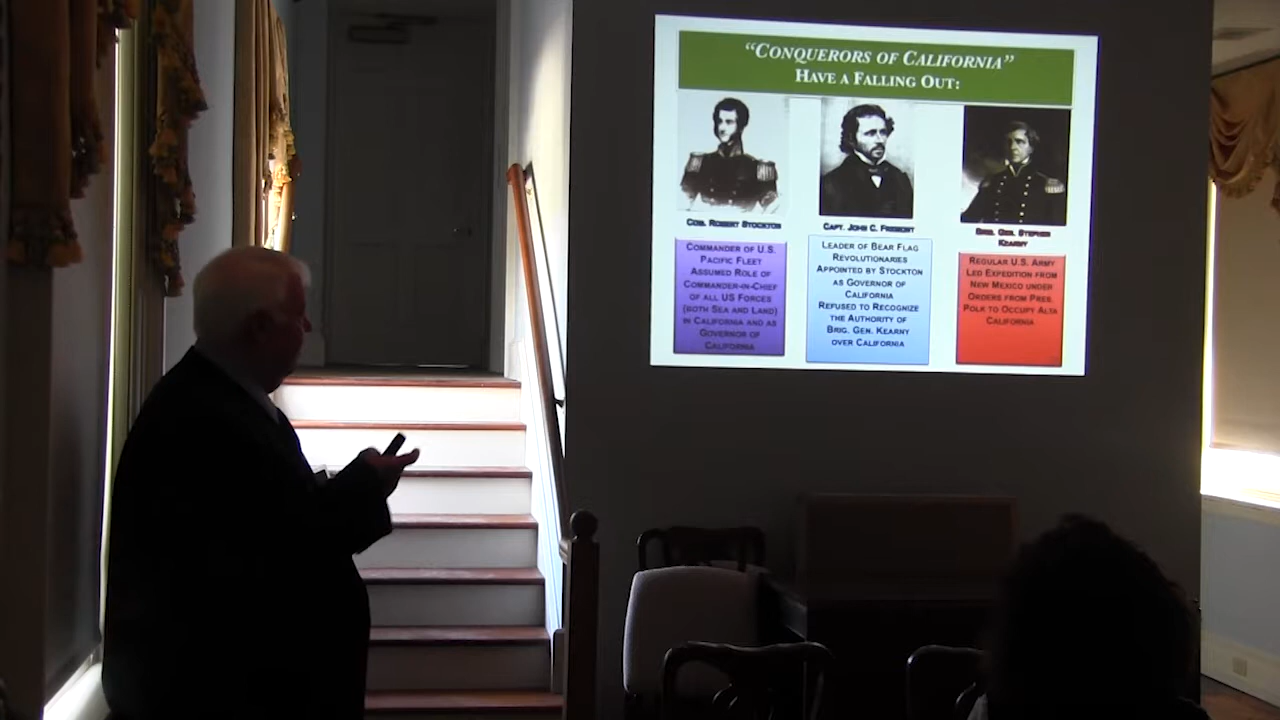 “CONQUERORS OF CALIFORNIA”
HAVE A FALLING OUT:
COM. ROBERT STOCKTON
COMMANDER OF U.S.
PACIFIC FLEET
ASSUMED ROLE OF
COMMANDER-IN-CHIEF
OF ALL US FORCES
(BOTH SEA AND LAND)
IN CALIFORNIA AND AS
GOVERNOR OF
CALIFORNIA
CAPT. JOHN C. FREMONT
LEADER OF BEAR FLAG
REVOLUTIONARIES
APPOINTED BY STOCKTON
AS GOVERNOR OF
CALIFORNIA
REFUSED TO RECOGNIZE
THE AUTHORITY OF
BRIG. GEN. KEARNY
OVER CALIFORNIA
BRIG. GEN. STEPHEN
KEARNY
REGULAR U.S. ARMY
LED EXPEDITION FROM
NEW MEXICO UNDER
ORDERS FROM PRES.
POLK TO OCCUPY ALTA
CALIFORNIA